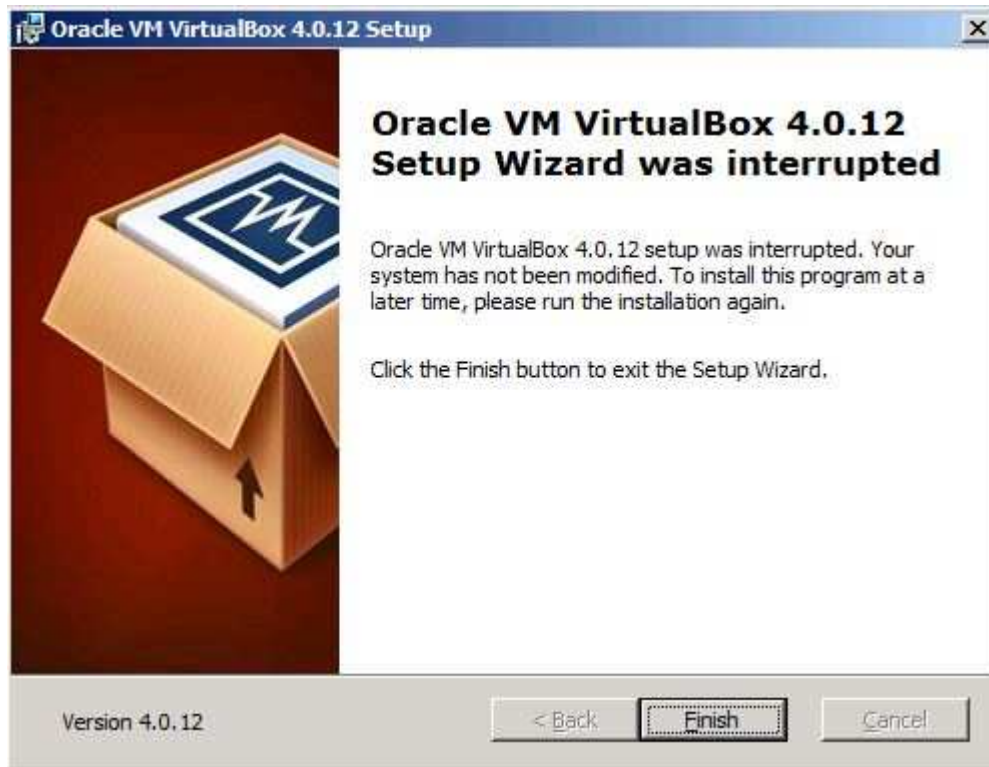 Oracle VM VirtualBox 4.0.12 Setup
Oracle VM VirtualBox 4.0.12
Setup Wizard was interrupted
Oracle VM VirtualBox 4.0.12 setup was interrupted. Your
system has not been modified. To install this program at a
later time, please run the installation again.
Click the Finish button to exit the Setup Wizard.
Version 4.0.12
< Back
Finish
Cancel